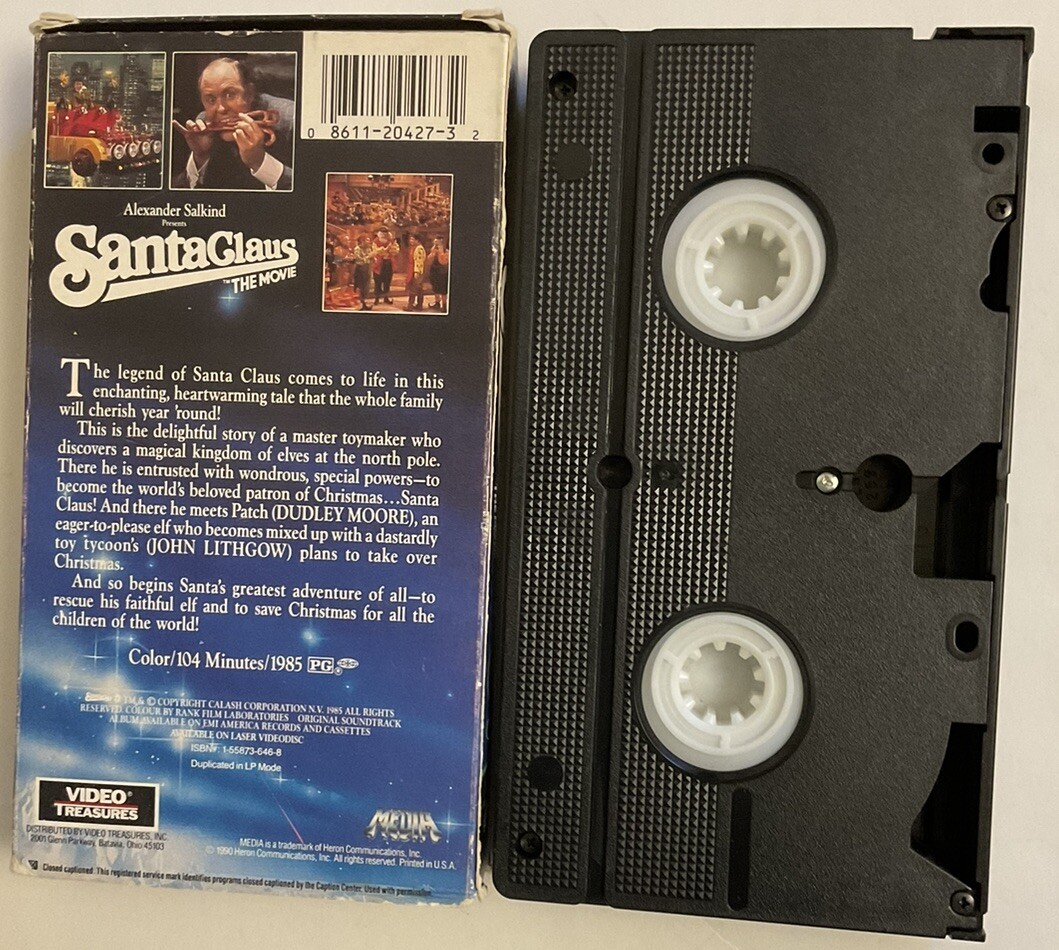 0 8611-20427-3 2
Alexander Salkind
Presents
Santa Claus
™THE MOVIE
The legend of Santa Claus comes to life in this
enchanting, heartwarming tale that the whole family
will cherish year 'round!
This is the delightful story of a master toymaker who
discovers a magical kingdom of elves at the north pole.
There he is entrusted with wondrous, special powers—to
become the world's beloved patron of Christmas...Santa
Claus! And there he meets Patch (DUDLEY MOORE), an
eager-to-please elf who becomes mixed up with a dastardly
toy tycoon's (JOHN LITHGOW) plans to take over
Christmas.
And so begins Santa's greatest adventure of all—to
rescue his faithful elf and to save Christmas for all the
children of the world!
Color/104 Minutes/1985 PG
TM & © COPYRIGHT CALASH CORPORATION N.V. 1985 ALL RIGHTS
RESERVED. COLOUR BY RANK FILM LABORATORIES ORIGINAL SOUNDTRACK
ALBUM AVAILABLE ON EMI AMERICA RECORDS AND CASSETTES
AVAILABLE ON LASER VIDEODISC
ISBN#: 1-55873-646-8
Duplicated in LP Mode
VIDEO®
TREASURES
MEDIA
DISTRIBUTED BY VIDEO TREASURES, INC.
2001 Glenn Parkway, Batavia, Ohio 45103
MEDIA is a trademark of Heron Communications, Inc.
© 1990 Heron Communications, Inc. All rights reserved. Printed in U.S.A.
Closed captioned. This registered service mark identifies programs closed captioned by the Caption Center. Used with permission.